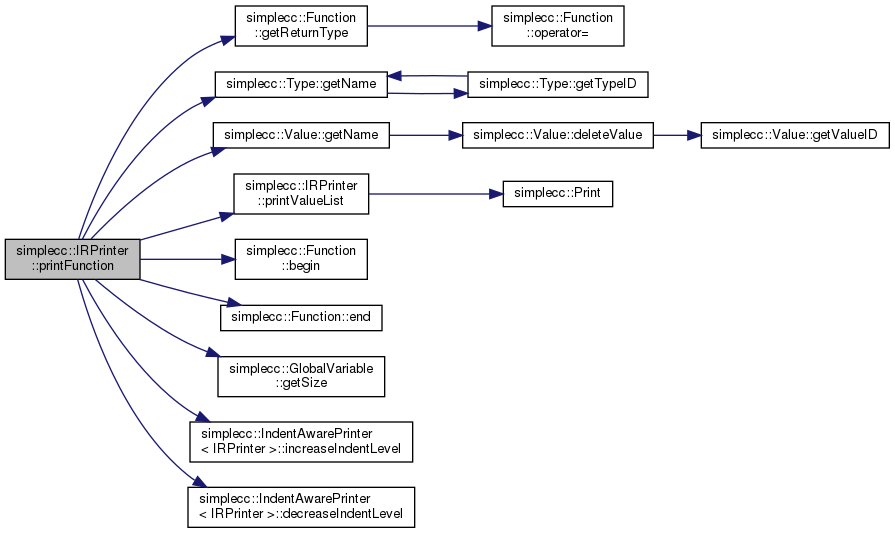 simplecc::IRPrinter
::printFunction
simplecc::Function
::getReturnType
simplecc::Function
::operator=
simplecc::Type::getName
simplecc::Type::getTypeID
simplecc::Value::getName
simplecc::Value::deleteValue
simplecc::Value::getValueID
simplecc::IRPrinter
::printValueList
simplecc::Print
simplecc::Function
::begin
simplecc::Function::end
simplecc::GlobalVariable
::getSize
simplecc::IndentAwarePrinter
< IRPrinter >::increaseIndentLevel
simplecc::IndentAwarePrinter
< IRPrinter >::decreaseIndentLevel